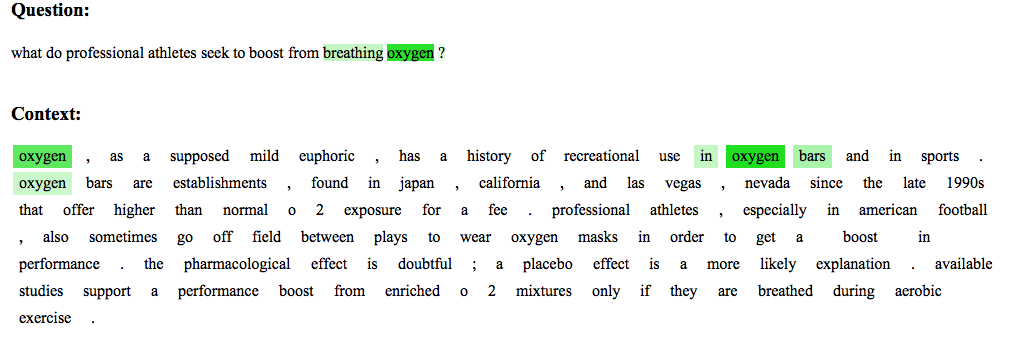 Question:
what do professional athletes seek to boost from breathing oxygen ?
Context:
oxygen , as a supposed mild euphoric , has a history of recreational use in oxygen bars and in sports .
oxygen bars are establishments , found in japan , california , and las vegas , nevada since the late 1990s
that offer higher than normal o 2 exposure for a fee . professional athletes , especially in american football
, also sometimes go off field between plays to wear oxygen masks in order to get a boost in
performance . the pharmacological effect is doubtful ; a placebo effect is a more likely explanation . available
studies support a performance boost from enriched o 2 mixtures only if they are breathed during aerobic
exercise .